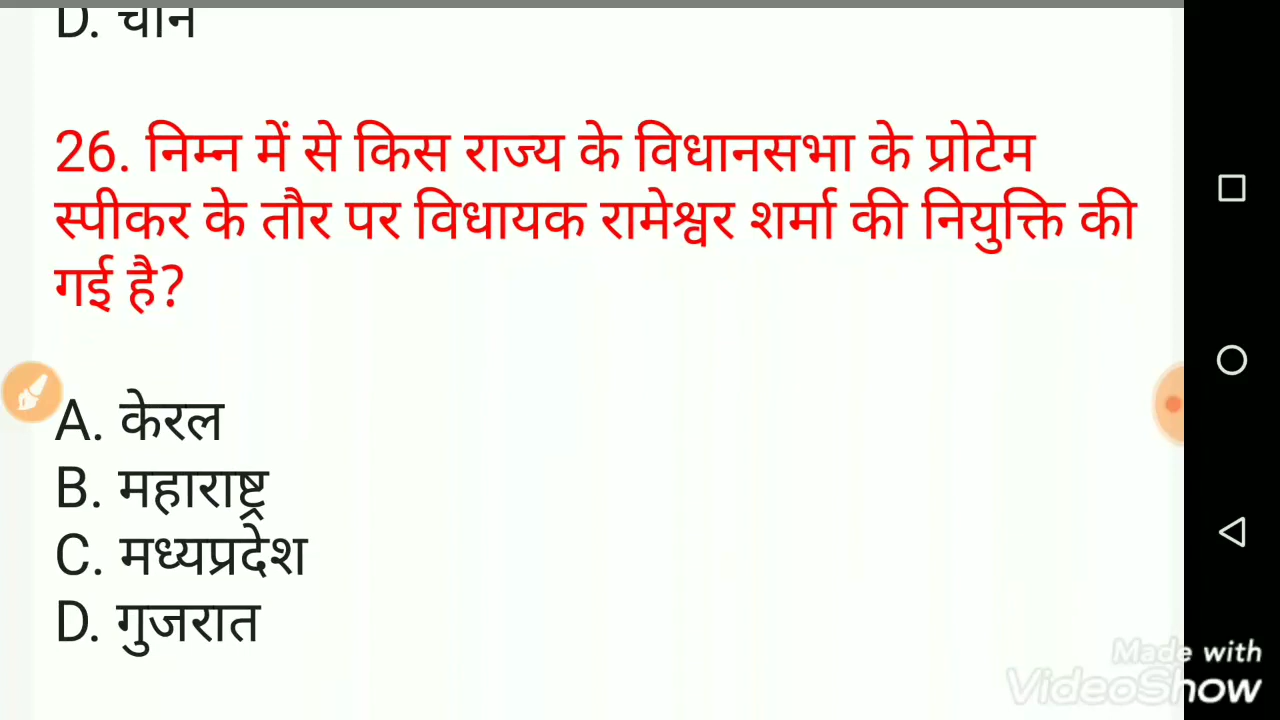 D. चीन
26. निम्न में से किस राज्य के विधानसभा के प्रोटेम
स्पीकर के तौर पर विधायक रामेश्वर शर्मा की नियुक्ति की
गई है?
A. केरल
B. महाराष्ट्र
C. मध्यप्रदेश
D. गुजरात
Made with
VideoShow